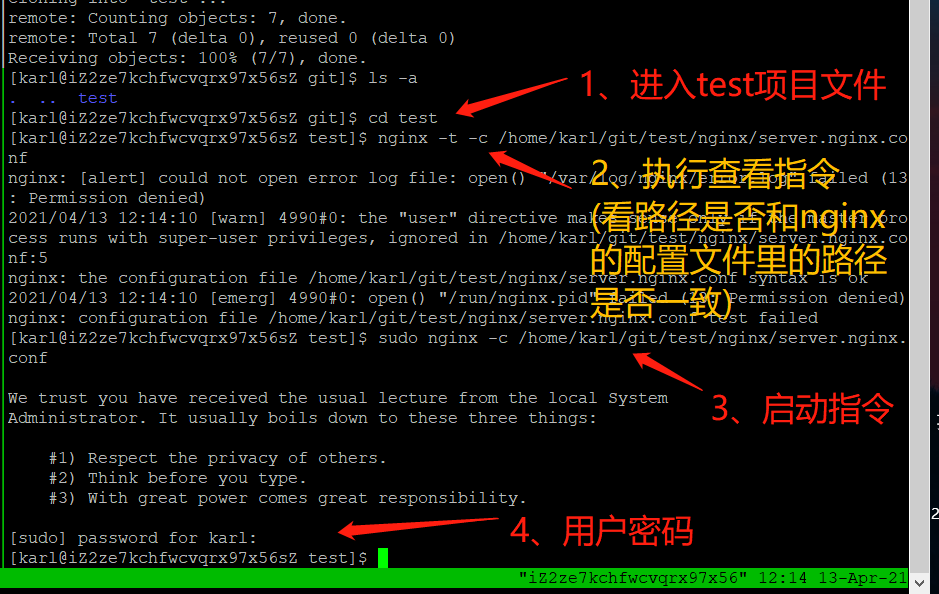 remote: Counting objects: 7, done.
remote: Total 7 (delta 0), reused 0 (delta 0)
Receiving objects: 100% (7/7), done.
[karl@iZ2ze7kchfwcvqrx97x56sZ git]$ ls -a
.  ..  test
[karl@iZ2ze7kchfwcvqrx97x56sZ git]$ cd test
1、进入test项目文件
[karl@iZ2ze7kchfwcvqrx97x56sZ test]$ nginx -t -c /home/karl/git/test/nginx/server.nginx.co
nf
nginx: [alert] could not open error log file: open() "/var/log/nginx/error.log" failed (13
: Permission denied)
2021/04/13 12:14:10 [warn] 4990#0: the "user" directive makes sense only if the master pro
cess runs with super-user privileges, ignored in /home/karl/git/test/nginx/server.nginx.co
nf:5
nginx: the configuration file /home/karl/git/test/nginx/server.nginx.conf syntax is ok
2021/04/13 12:14:10 [emerg] 4990#0: open() "/run/nginx.pid" failed (13: Permission denied)
nginx: configuration file /home/karl/git/test/nginx/server.nginx.conf test failed
2、执行查看指令
(看路径是否和nginx
的配置文件里的路径
是否一致)
[karl@iZ2ze7kchfwcvqrx97x56sZ test]$ sudo nginx -c /home/karl/git/test/nginx/server.nginx.
conf
3、启动指令
We trust you have received the usual lecture from the local System
Administrator. It usually boils down to these three things:
#1) Respect the privacy of others.
#2) Think before you type.
#3) With great power comes great responsibility.
[sudo] password for karl:
4、用户密码
[karl@iZ2ze7kchfwcvqrx97x56sZ test]$
"iZ2ze7kchfwcvqrx97x56" 12:14 13-Apr-21